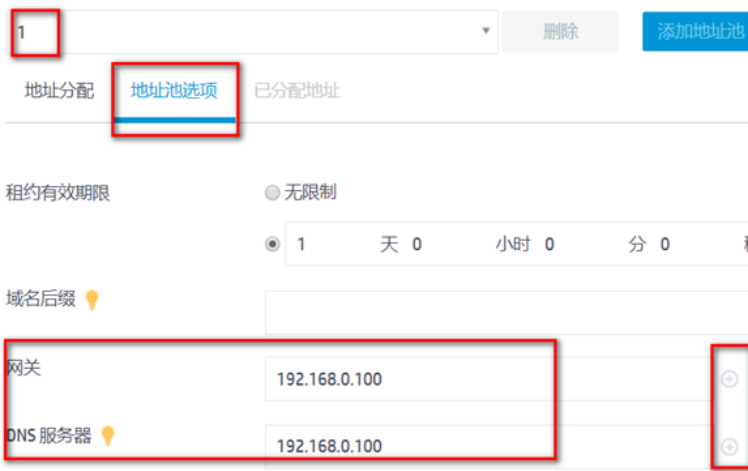 1 删除 添加地址池
地址分配 地址池选项 已分配地址
租约有效期限 无限制
1 天 0 小时 0 分 0
域名后缀
网关 192.168.0.100
DNS 服务器 192.168.0.100